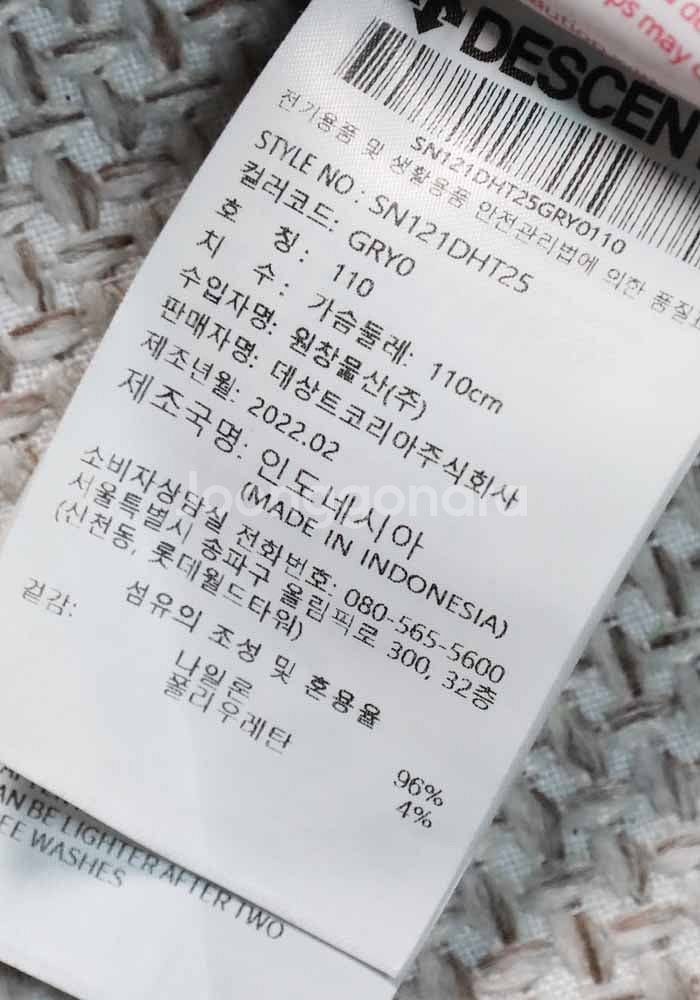 DESCEN
SN121DHT25GRY0110
전기용품 및 생활용품 안전관리법에 의한 품질
STYLE NO: SN121DHT25
컬러코드: GRY0
호 칭: 110
치 수: 가슴둘레: 110cm
수입자명: 원창물산(주)
판매자명: 데상트코리아주식회사
제조년월: 2022.02
제조국명: 인도네시아
(MADE IN INDONESIA)
소비자상담실 전화번호: 080-565-5600
서울특별시 송파구 올림픽로 300, 32층
(신천동, 롯데월드타워)
섬유의 조성 및 혼용율
겉감:
나일론 96%
폴리우레탄 4%
CAN BE LIGHTER AFTER TWO
WASHES
Joonggonara
ps may